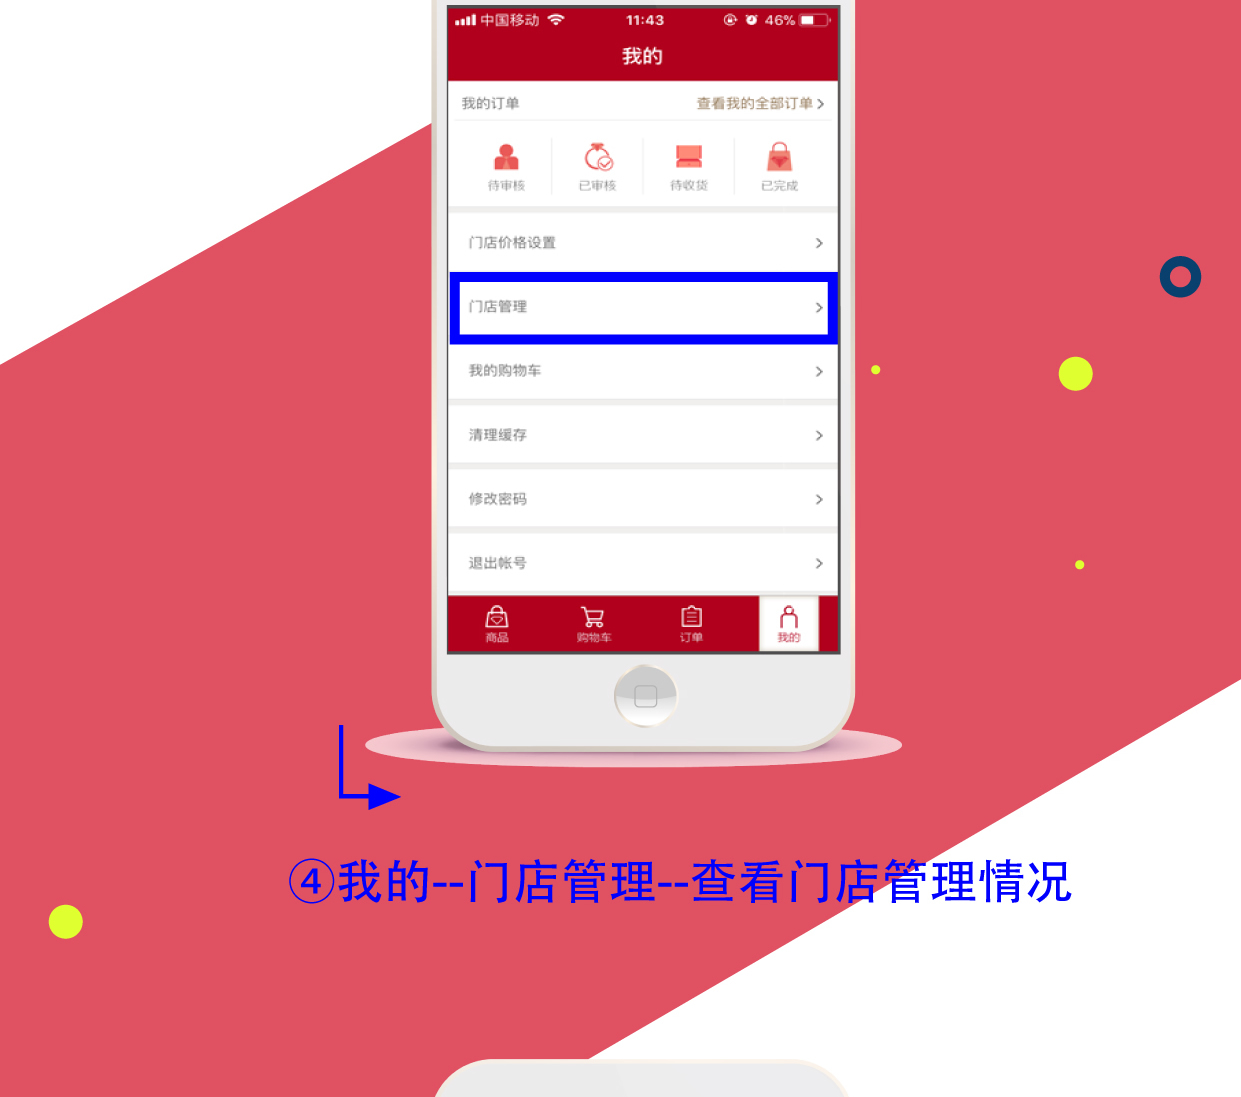 中国移动 11:43 46%
我的
我的订单 查看我的全部订单
待审核 已审核 待收货 已完成
门店价格设置
门店管理
我的购物车
清理缓存
修改密码
退出帐号
商品 购物车 订单 我的
④我的--门店管理--查看门店管理情况